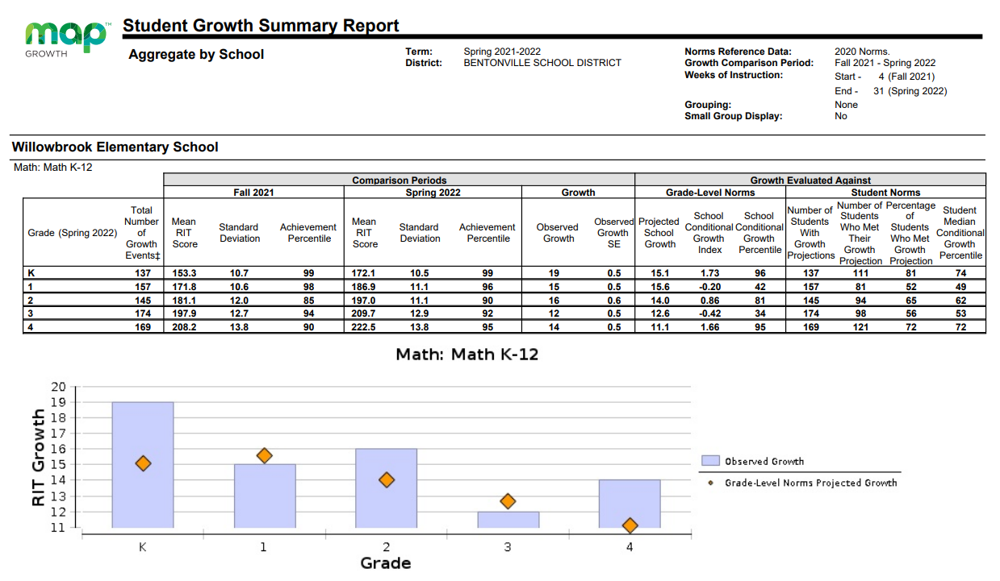 map™
GROWTH
Student Growth Summary Report
Aggregate by School
Term: Spring 2021-2022
District: BENTONVILLE SCHOOL DISTRICT
Norms Reference Data: 2020 Norms.
Growth Comparison Period: Fall 2021 - Spring 2022
Weeks of Instruction: Start - 4 (Fall 2021)
End - 31 (Spring 2022)
Grouping: None
Small Group Display: No
Willowbrook Elementary School
Math: Math K-12
Comparison Periods Growth Evaluated Against
Fall 2021 Spring 2022 Growth Grade-Level Norms Student Norms
Grade (Spring 2022)
Total
Number
of
Growth
Events‡
Mean
RIT
Score
Standard
Deviation
Achievement
Percentile
Mean
RIT
Score
Standard
Deviation
Achievement
Percentile
Observed
Growth
Observed
Growth
SE
Projected
School
Growth
School
Conditional
Growth
Index
School
Conditional
Growth
Percentile
Number of
Students
With
Growth
Projections
Number of
Students
Who Met
Their
Growth
Projection
Percentage
of
Students
Who Met
Growth
Projection
Student
Median
Conditional
Growth
Percentile
K 137 153.3 10.7 99 172.1 10.5 99 19 0.5 15.1 1.73 96 137 111 81 74
1 157 171.8 10.6 98 186.9 11.1 96 15 0.5 15.6 -0.20 42 157 81 52 49
2 145 181.1 12.0 85 197.0 11.1 90 16 0.6 14.0 0.86 81 145 94 65 62
3 174 197.9 12.7 94 209.7 12.9 92 12 0.5 12.6 -0.42 34 174 98 56 53
4 169 208.2 13.8 90 222.5 13.8 95 14 0.5 11.1 1.66 95 169 121 72 72
Math: Math K-12
RIT Growth
20
19
18
17
16
15
14
13
12
11
K 1 2 3 4
Grade
Observed Growth
Grade-Level Norms Projected Growth